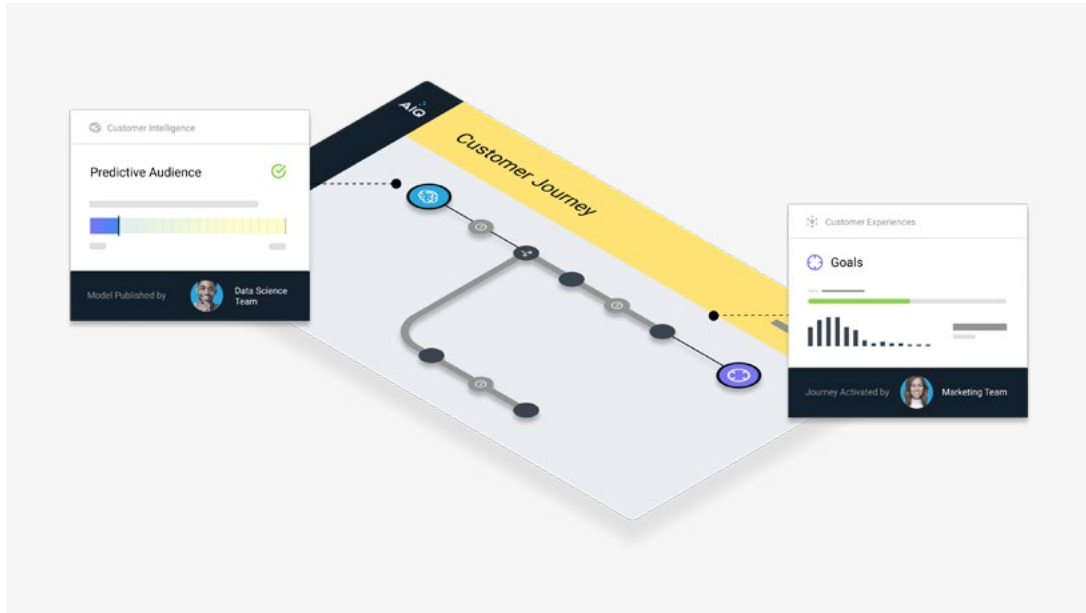 Customer Intelligence
Predictive Audience
Model Published by
Data Science
Team
AIQ
Customer Journey
Customer Experiences
Goals
Journey Activated by
Marketing Team